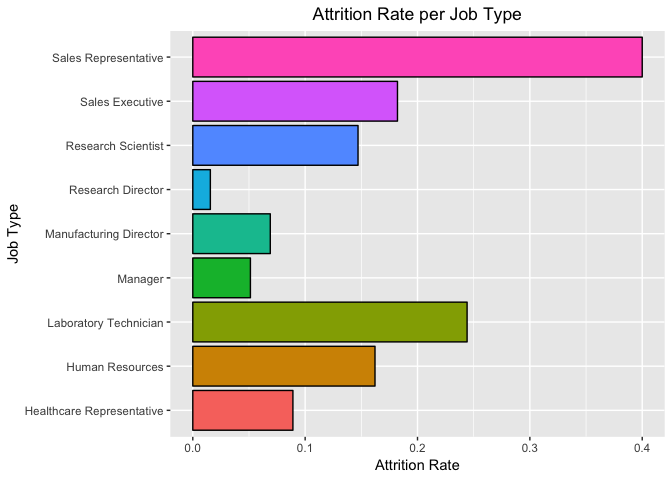 Attrition Rate per Job Type
Job Type
Sales Representative
Sales Executive
Research Scientist
Research Director
Manufacturing Director
Manager
Laboratory Technician
Human Resources
Healthcare Representative
0.0 0.1 0.2 0.3 0.4
Attrition Rate